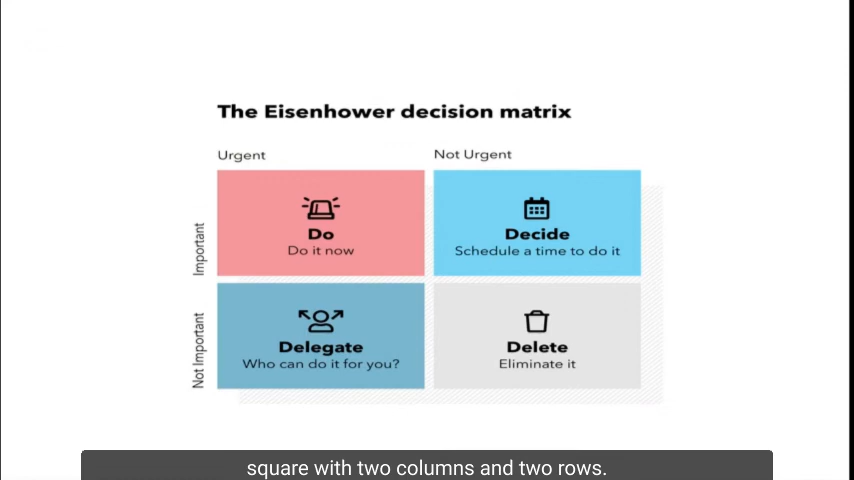 The Eisenhower decision matrix
Urgent
Not Urgent
Important
Do
Do it now
Decide
Schedule a time to do it
Not Important
Delegate
Who can do it for you?
Delete
Eliminate it
square with two columns and two rows.